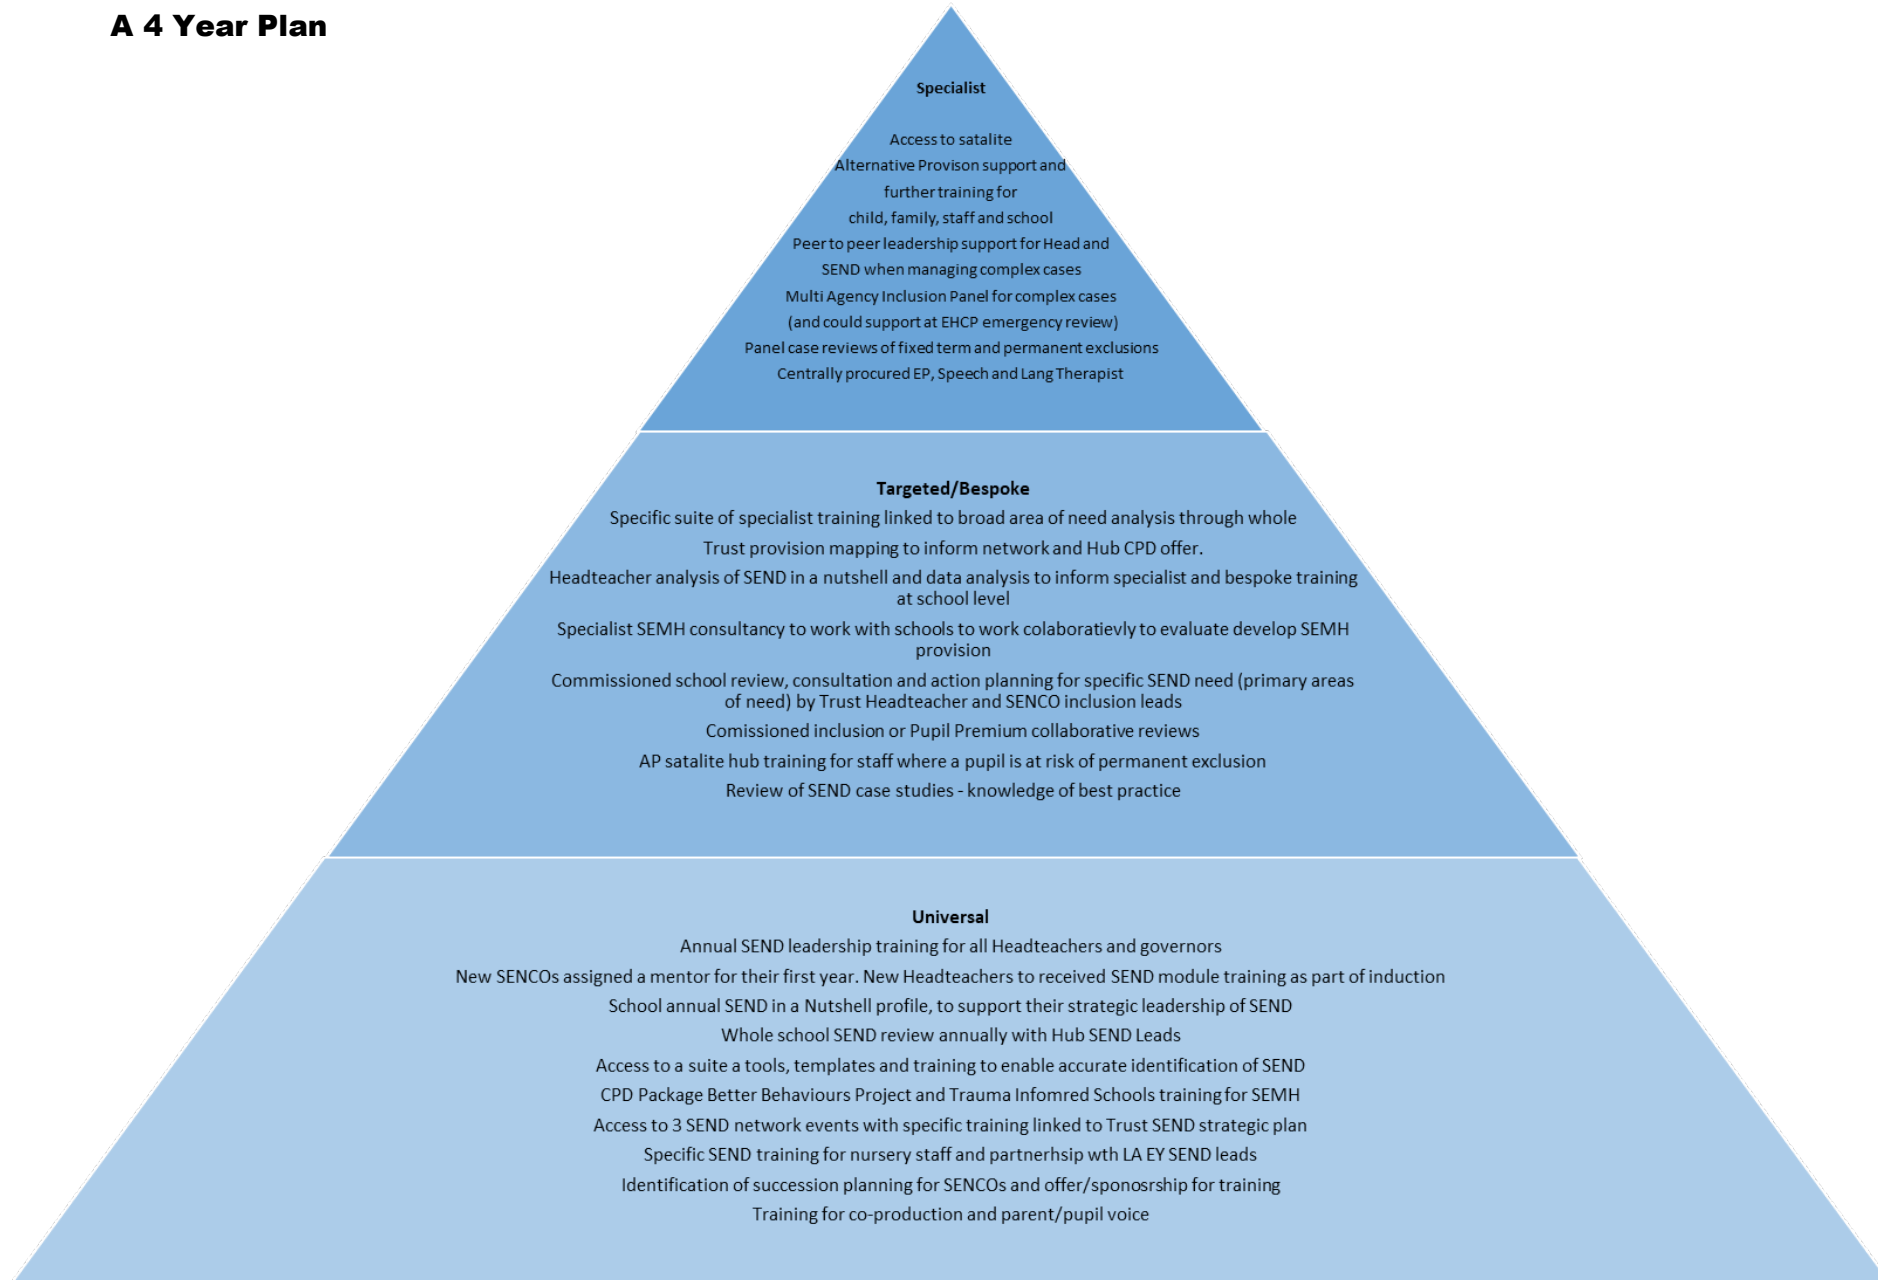 A 4 Year Plan
Specialist
Access to satalite
Alternative Provison support and
further training for
child, family, staff and school
Peer to peer leadership support for Head and
SEND when managing complex cases
Multi Agency Inclusion Panel for complex cases
(and could support at EHCP emergency review)
Panel case reviews of fixed term and permanent exclusions
Centrally procured EP, Speech and Lang Therapist
Targeted/Bespoke
Specific suite of specialist training linked to broad area of need analysis through whole
Trust provision mapping to inform network and Hub CPD offer.
Headteacher analysis of SEND in a nutshell and data analysis to inform specialist and bespoke training
at school level
Specialist SEMH consultancy to work with schools to work colaboratievly to evaluate develop SEMH
provision
Commissioned school review, consultation and action planning for specific SEND need (primary areas
of need) by Trust Headteacher and SENCO inclusion leads
Comissioned inclusion or Pupil Premium collaborative reviews
AP satalite hub training for staff where a pupil is at risk of permanent exclusion
Review of SEND case studies - knowledge of best practice
Universal
Annual SEND leadership training for all Headteachers and governors
New SENCOs assigned a mentor for their first year. New Headteachers to received SEND module training as part of induction
School annual SEND in a Nutshell profile, to support their strategic leadership of SEND
Whole school SEND review annually with Hub SEND Leads
Access to a suite a tools, templates and training to enable accurate identification of SEND
CPD Package Better Behaviours Project and Trauma Infomred Schools training for SEMH
Access to 3 SEND network events with specific training linked to Trust SEND strategic plan
Specific SEND training for nursery staff and partnerhsip wth LA EY SEND leads
Identification of succession planning for SENCOs and offer/sponosrship for training
Training for co-production and parent/pupil voice